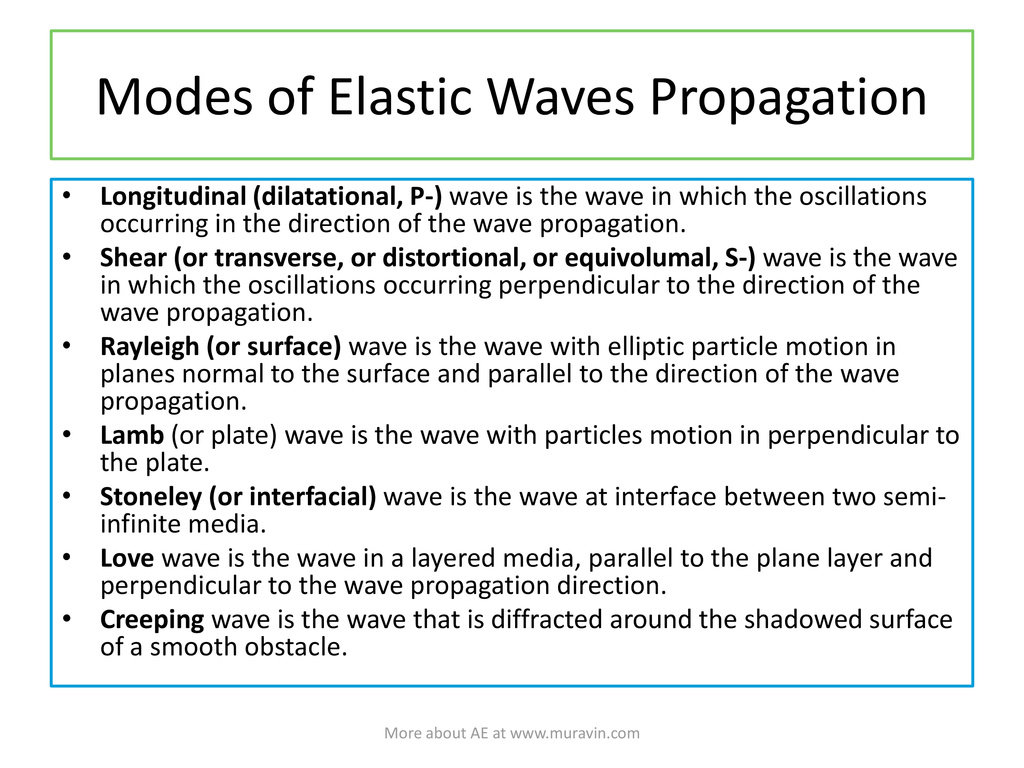 Modes of Elastic Waves Propagation
• Longitudinal (dilatational, P-) wave is the wave in which the oscillations
occurring in the direction of the wave propagation.
• Shear (or transverse, or distortional, or equivolumal, S-) wave is the wave
in which the oscillations occurring perpendicular to the direction of the
wave propagation.
• Rayleigh (or surface) wave is the wave with elliptic particle motion in
planes normal to the surface and parallel to the direction of the wave
propagation.
• Lamb (or plate) wave is the wave with particles motion in perpendicular to
the plate.
• Stoneley (or interfacial) wave is the wave at interface between two semi-
infinite media.
• Love wave is the wave in a layered media, parallel to the plane layer and
perpendicular to the wave propagation direction.
• Creeping wave is the wave that is diffracted around the shadowed surface
of a smooth obstacle.
More about AE at www.muravin.com